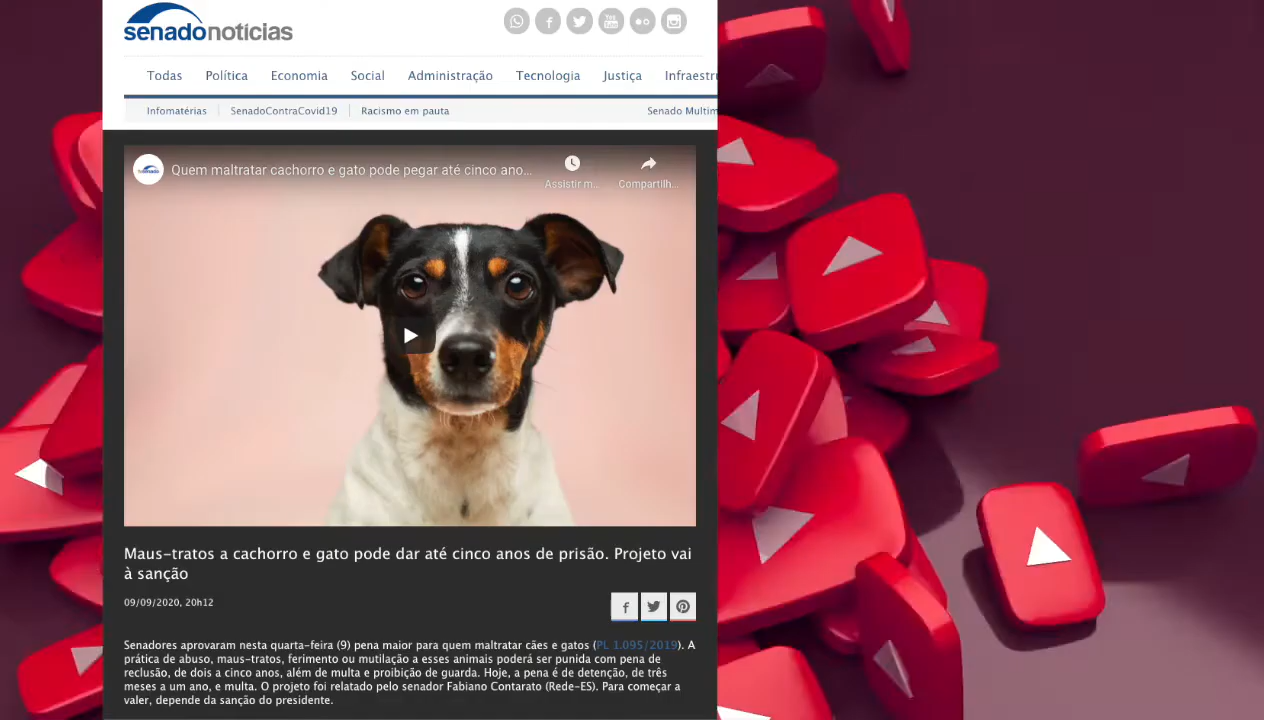 senadonotícias
Todas Política Economia Social Administração Tecnologia Justiça Infraestru
Infomatérias SenadoContraCovid19 Racismo em pauta Senado Multim
Quem maltratar cachorro e gato pode pegar até cinco ano...
Assistir m... Compartilh...
Maus-tratos a cachorro e gato pode dar até cinco anos de prisão. Projeto vai
à sanção
09/09/2020, 20h12
Senadores aprovaram nesta quarta-feira (9) pena maior para quem maltratar cães e gatos (PL 1.095/2019). A
prática de abuso, maus-tratos, ferimento ou mutilação a esses animais poderá ser punida com pena de
reclusão, de dois a cinco anos, além de multa e proibição de guarda. Hoje, a pena é de detenção, de três
meses a um ano, e multa. O projeto foi relatado pelo senador Fabiano Contarato (Rede-ES). Para começar a
valer, depende da sanção do presidente.